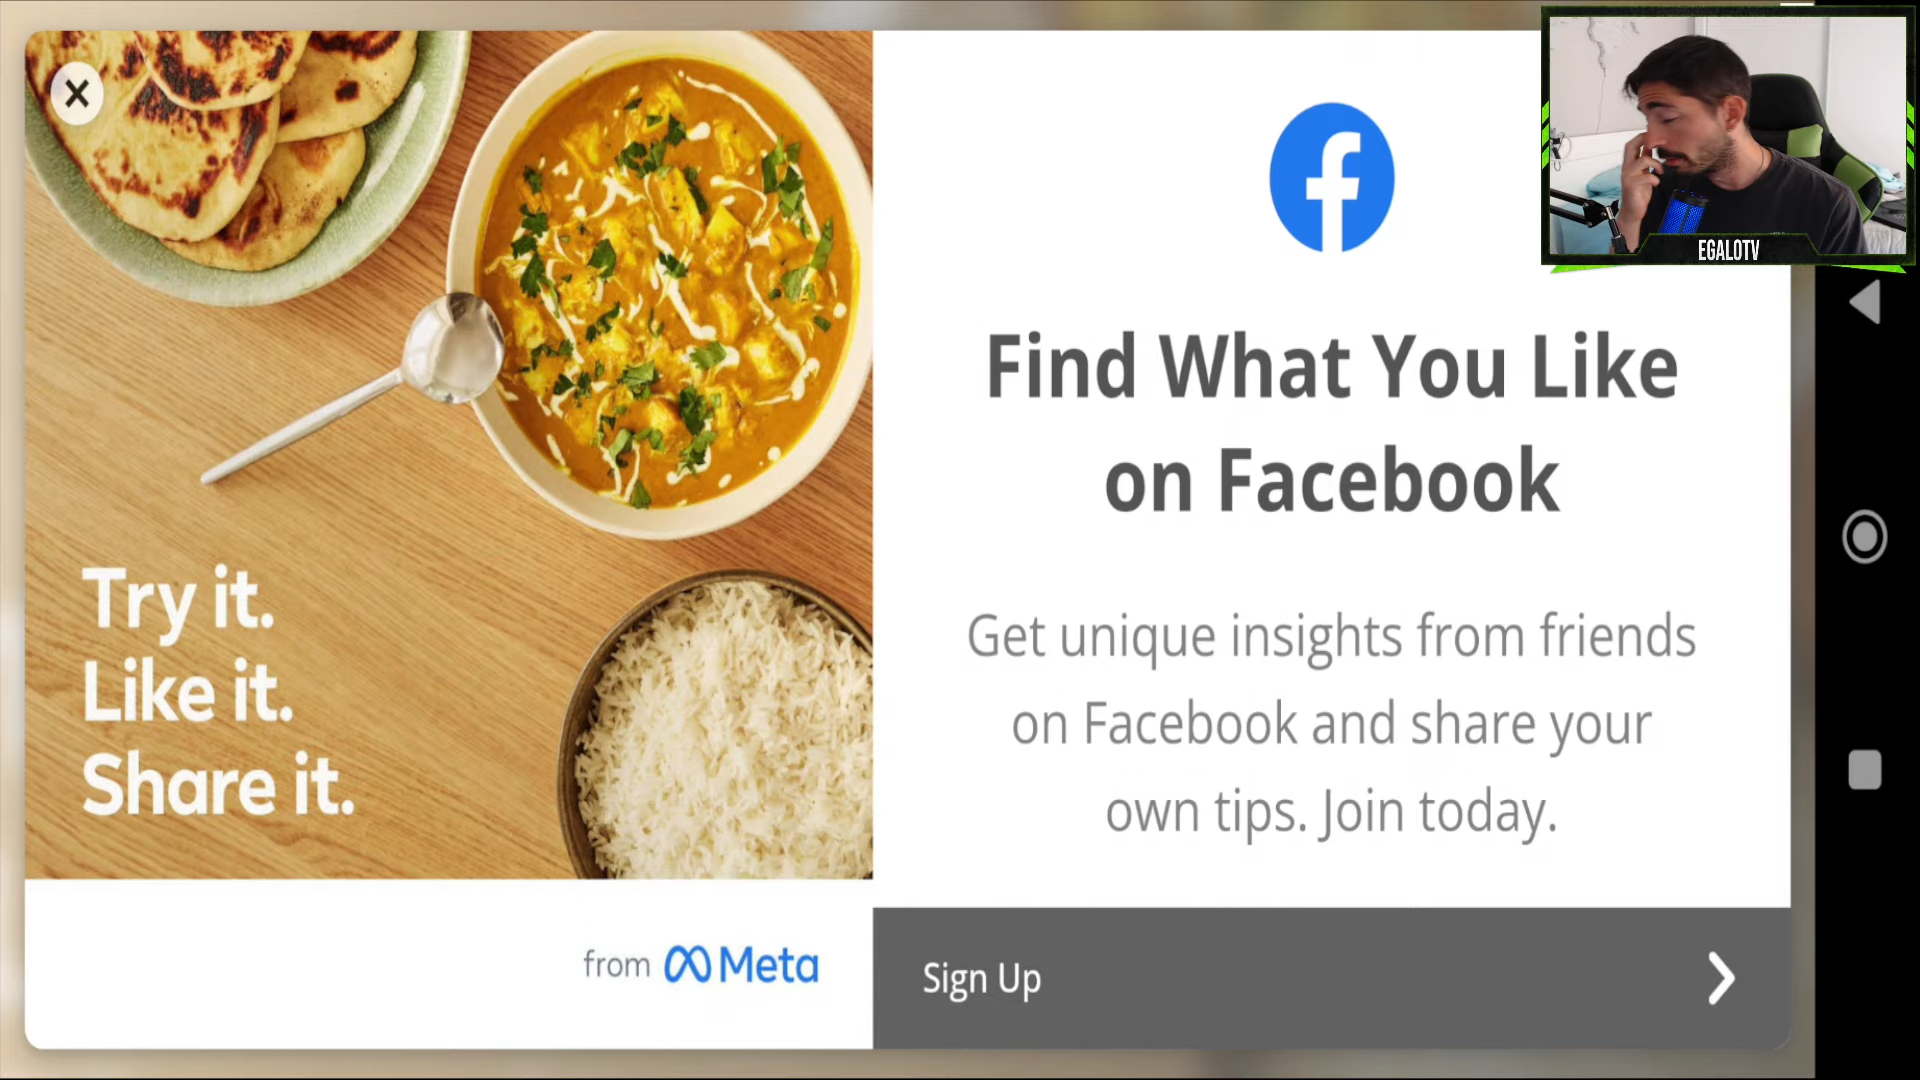 Try it.
Like it.
Share it.
from Meta
Find What You Like
on Facebook
Get unique insights from friends
on Facebook and share your
own tips. Join today.
Sign Up
EGALOTV